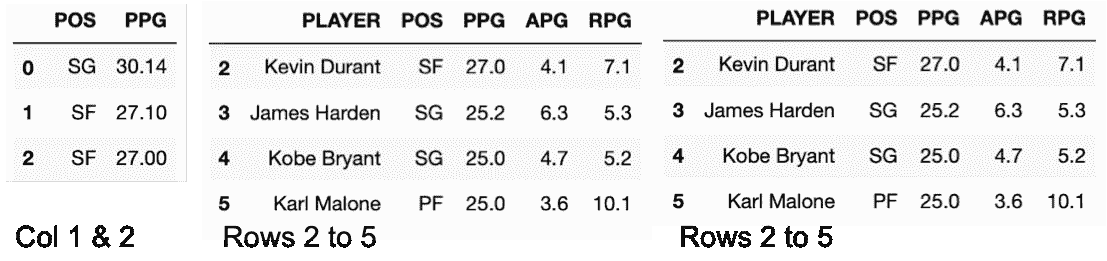 POS PPG
0 SG 30.14
1 SF 27.10
2 SF 27.00
Col 1 & 2
PLAYER POS PPG APG RPG
2 Kevin Durant SF 27.0 4.1 7.1
3 James Harden SG 25.2 6.3 5.3
4 Kobe Bryant SG 25.0 4.7 5.2
5 Karl Malone PF 25.0 3.6 10.1
Rows 2 to 5
PLAYER POS PPG APG RPG
2 Kevin Durant SF 27.0 4.1 7.1
3 James Harden SG 25.2 6.3 5.3
4 Kobe Bryant SG 25.0 4.7 5.2
5 Karl Malone PF 25.0 3.6 10.1
Rows 2 to 5